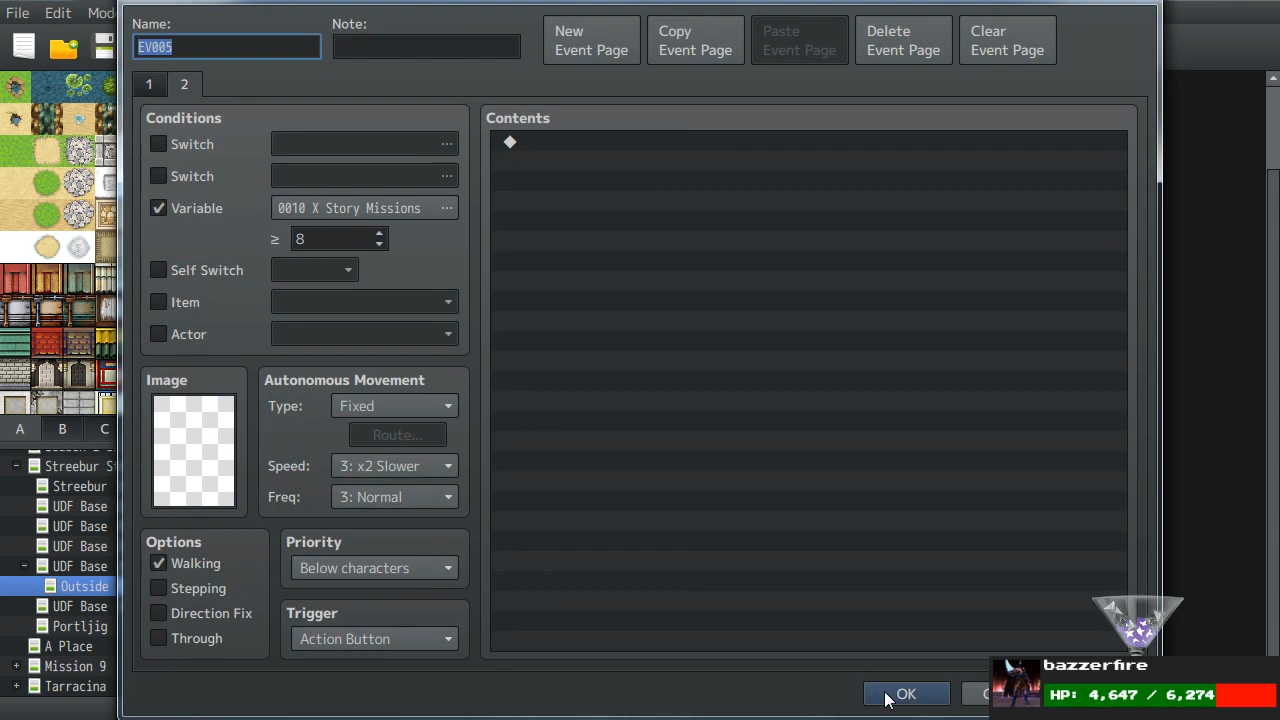 File Edit Mod
Name:
EV005
Note:
New
Event Page
Copy
Event Page
Paste
Event Page
Delete
Event Page
Clear
Event Page
1 2
Conditions
Switch ...
Switch ...
Variable 0010 X Story Missions ...
≥ 8
Self Switch
Item
Actor
Contents
◆
Image
Autonomous Movement
Type: Fixed
Route...
Speed: 3: x2 Slower
Freq: 3: Normal
Options
Walking
Stepping
Direction Fix
Through
Priority
Below characters
Trigger
Action Button
OK
A B C
Streebur S
Streebur
UDF Base
UDF Base
UDF Base
UDF Base
Outside
UDF Base
Portljig
A Place
Mission 9
Tarracina
bazzerfire
HP: 4,647 / 6,274